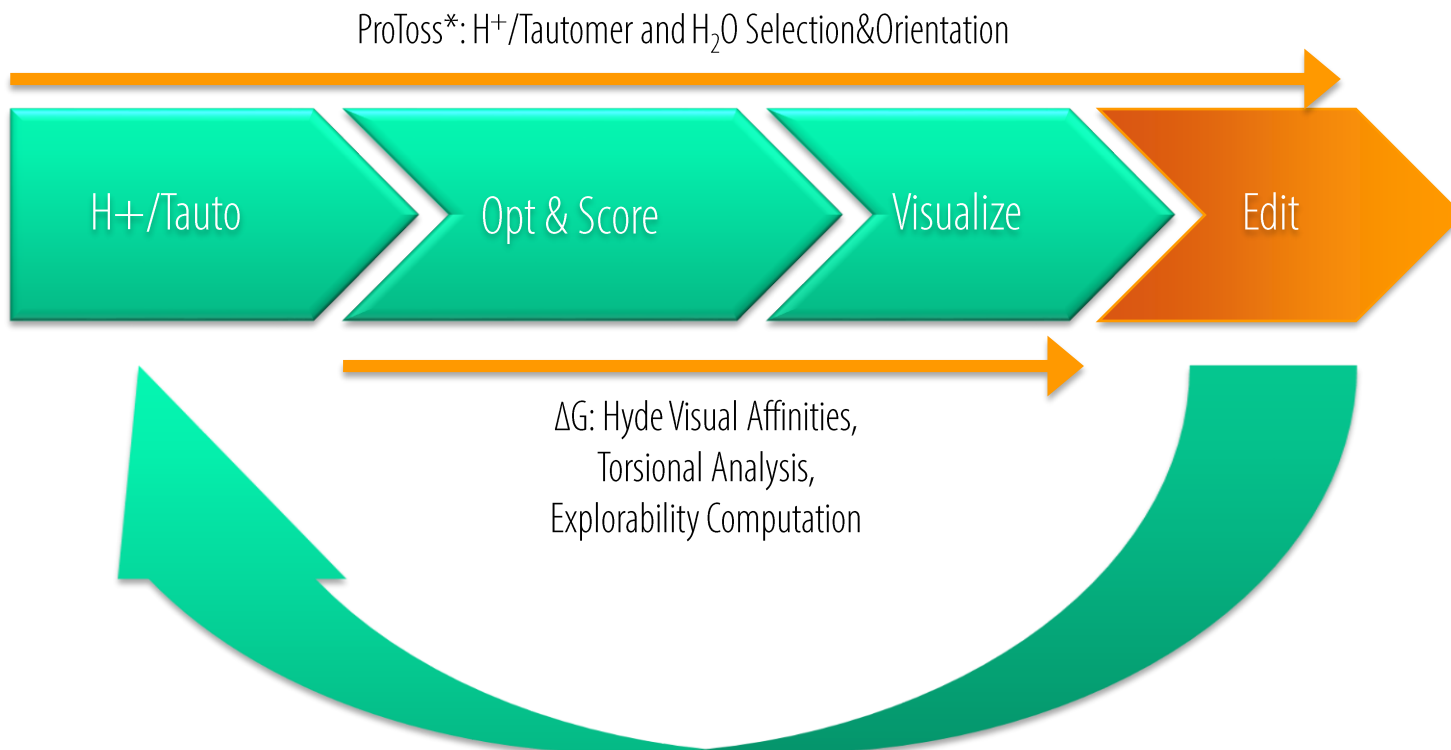 ProToss*: H⁺/Tautomer and H₂O Selection&Orientation
H+/Tauto
Opt & Score
Visualize
Edit
ΔG: Hyde Visual Affinities,
Torsional Analysis,
Explorability Computation